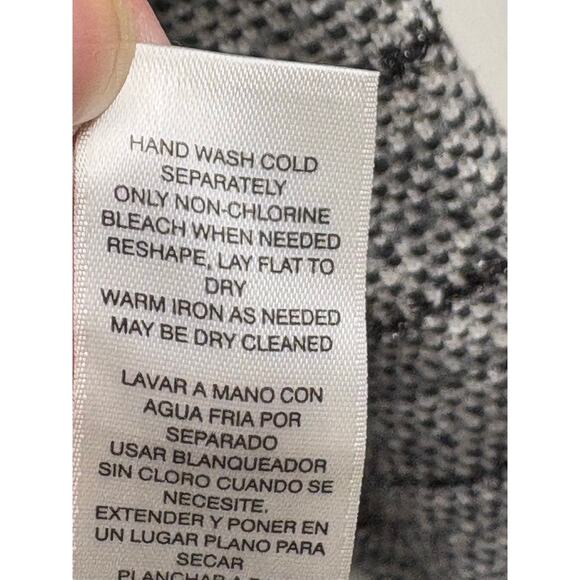 HAND WASH COLD
SEPARATELY
ONLY NON-CHLORINE
BLEACH WHEN NEEDED
RESHAPE, LAY FLAT TO
DRY
WARM IRON AS NEEDED
MAY BE DRY CLEANED
LAVAR A MANO CON
AGUA FRIA POR
SEPARADO
USAR BLANQUEADOR
SIN CLORO CUANDO SE
NECESITE.
EXTENDER Y PONER EN
UN LUGAR PLANO PARA
SECAR
PLANCHAR A